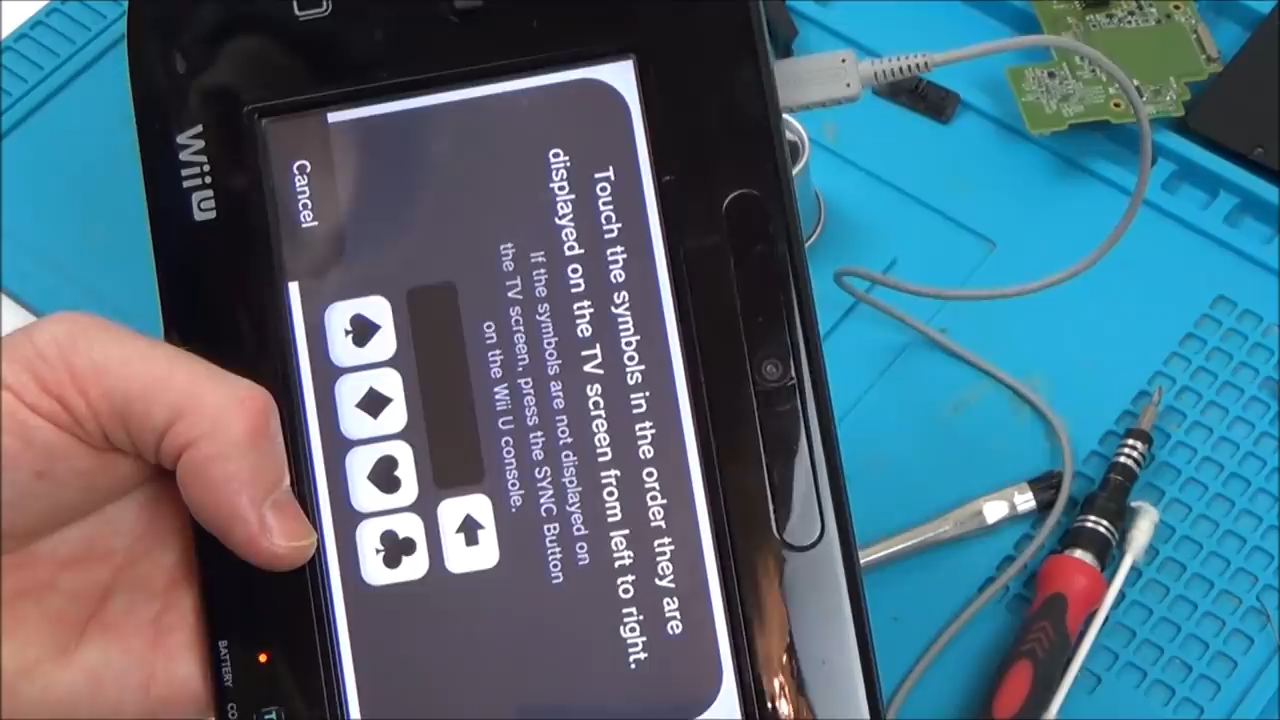 Touch the symbols in the order they are
displayed on the TV screen from left to right.
If the symbols are not displayed on
the TV screen, press the SYNC Button
on the Wii U console.
Cancel
WiiU
BATTERY